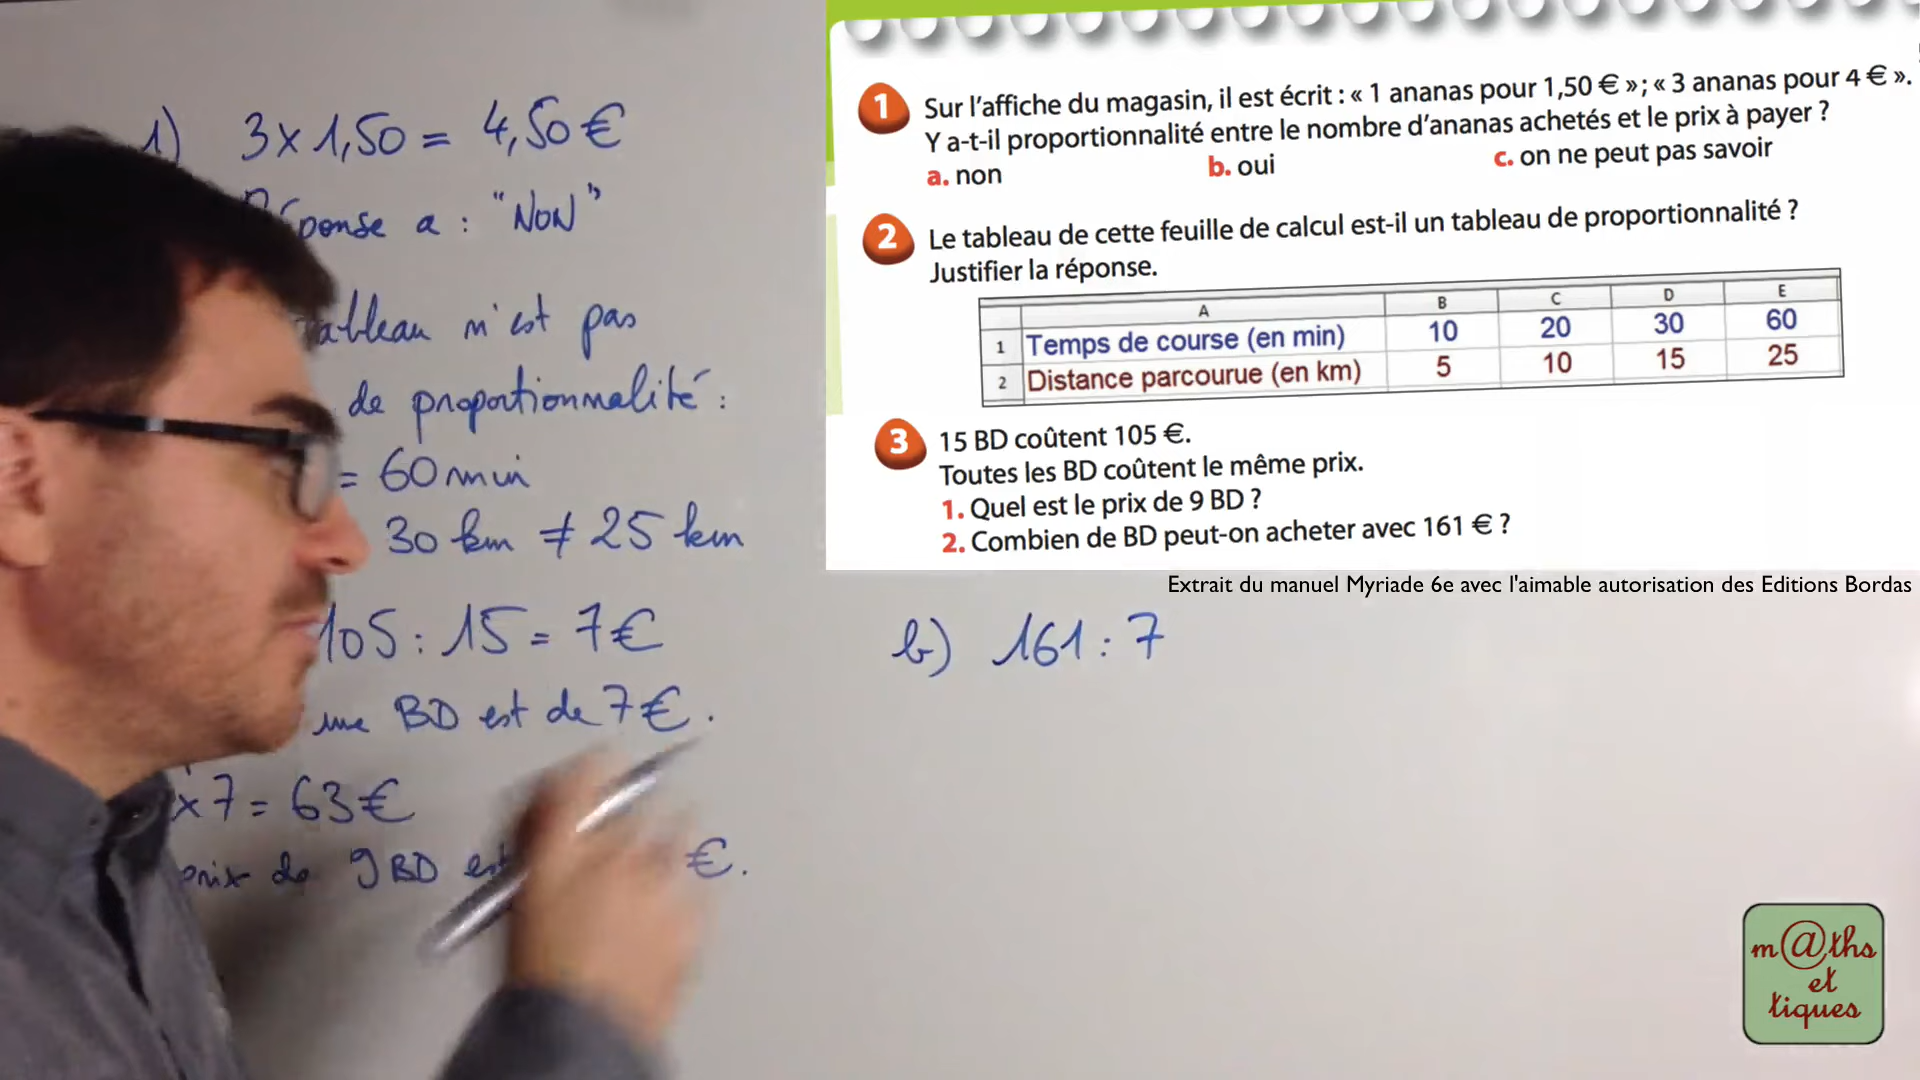 1) 3 x 1,50 = 4,50 €
ponse a : "NON"
tableau n'est pas
de proportionnalité :
= 60 min
30 km ≠ 25 km
105 : 15 = 7 €
une BD est de 7 €.
x 7 = 63 €
prix de 9 BD est €.
1 Sur l'affiche du magasin, il est écrit : « 1 ananas pour 1,50 € » ; « 3 ananas pour 4 € ».
Y a-t-il proportionnalité entre le nombre d'ananas achetés et le prix à payer ?
a. non b. oui c. on ne peut pas savoir
2 Le tableau de cette feuille de calcul est-il un tableau de proportionnalité ?
Justifier la réponse.
A B C D E
1 Temps de course (en min) 10 20 30 60
2 Distance parcourue (en km) 5 10 15 25
3 15 BD coûtent 105 €.
Toutes les BD coûtent le même prix.
1. Quel est le prix de 9 BD ?
2. Combien de BD peut-on acheter avec 161 € ?
Extrait du manuel Myriade 6e avec l'aimable autorisation des Editions Bordas
b) 161 : 7
m@ths
et
tiques